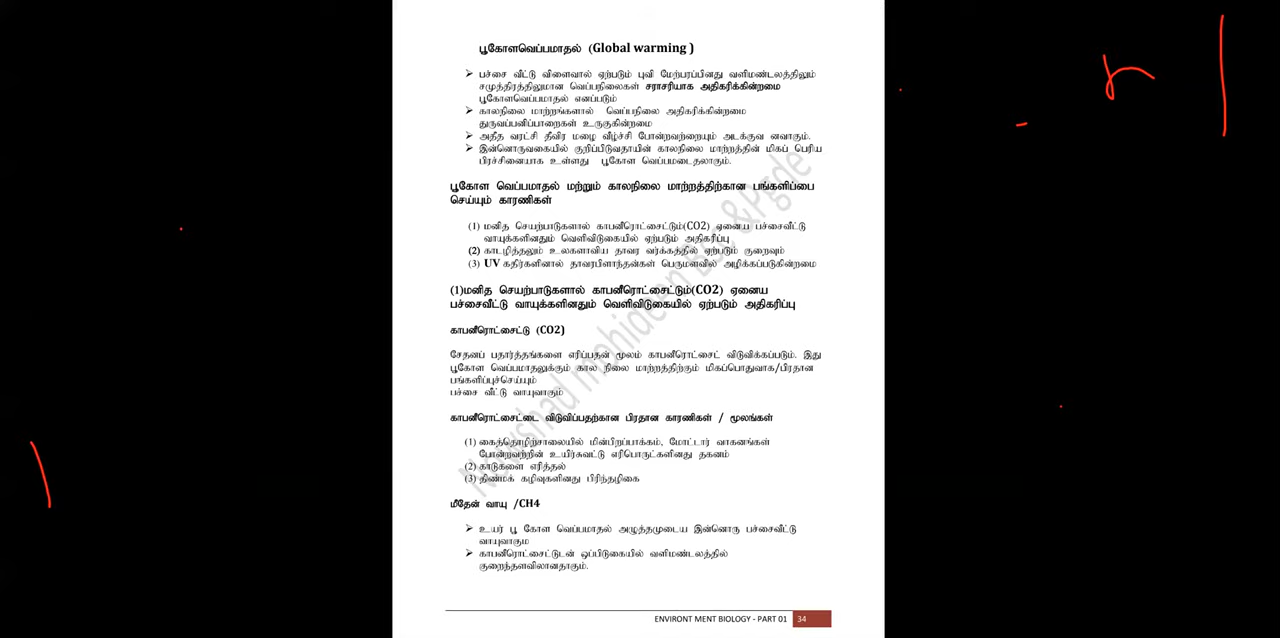 பூகோளவெப்பமாதல் (Global warming )
➢ பச்சை வீட்டு விளைவால் ஏற்படும் புவி மேற்பரப்பினது வளிமண்டலத்திலும்
சமுத்திரத்திலுமான வெப்பநிலைகள் சராசரியாக அதிகரிக்கின்றமை
பூகோளவெப்பமாதல் எனப்படும்
➢ காலநிலை மாற்றங்களால் வெப்பநிலை அதிகரிக்கின்றமை
துருவப்பனிப்பாறைகள் உருகுகின்றமை
➢ அதீத வரட்சி தீவிர மழை வீழ்ச்சி போன்றவற்றையும் அடக்குவ னவாகும்.
➢ இன்னொருவகையில் குறிப்பிடுவதாயின் காலநிலை மாற்றத்தின் மிகப் பெரிய
பிரச்சினையாக உள்ளது பூகோள வெப்பமடைதலாகும்.
பூகோள வெப்பமாதல் மற்றும் காலநிலை மாற்றத்திற்கான பங்களிப்பை
செய்யும் காரணிகள்
(1) மனித செயற்பாடுகளால் காபனீரொட்சைட்டும்(CO2) ஏனைய பச்சைவீட்டு
வாயுக்களினதும் வெளிவிடுகையில் ஏற்படும் அதிகரிப்பு
(2) காடழித்தலும் உலகளாவிய தாவர வர்க்கத்தில் ஏற்படும் குறைவும்
(3) UV கதிர்களினால் தாவரபிளாந்தன்கள் பெருமளவில் அழிக்கப்படுகின்றமை
(1)மனித செயற்பாடுகளால் காபனீரொட்சைட்டும்(CO2) ஏனைய
பச்சைவீட்டு வாயுக்களினதும் வெளிவிடுகையில் ஏற்படும் அதிகரிப்பு
காபனீரொட்சைட்டு (CO2)
சேதனப் பதார்த்தங்களை எரிப்பதன் மூலம் காபனீரொட்சைட் விடுவிக்கப்படும். இது
பூகோள வெப்பமாதலுக்கும் கால நிலை மாற்றத்திற்கும் மிகப்பொதுவாக/பிரதான
பங்களிப்புச்செய்யும்
பச்சை வீட்டு வாயுவாகும்
காபனீரொட்சைட்டை விடுவிப்பதற்கான பிரதான காரணிகள் / மூலங்கள்
(1) கைத்தொழிற்சாலையில் மின்பிறப்பாக்கம், மோட்டார் வாகனங்கள்
போன்றவற்றின் உயிர்சுவட்டு எரிபொருட்களினது தகனம்
(2) காடுகளை எரித்தல்
(3) திண்மக் கழிவுகளினது பிரிந்தழிகை
மீதேன் வாயு /CH4
➢ உயர் பூ கோள வெப்பமாதல் அழுத்தமுடைய இன்னொரு பச்சைவீட்டு
வாயுவாகும
➢ காபனீரொட்சைட்டுடன் ஒப்பிடுகையில் வளிமண்டலத்தில்
குறைந்தளவிலானதாகும்.
ENVIRONT MENT BIOLOGY - PART 01 34